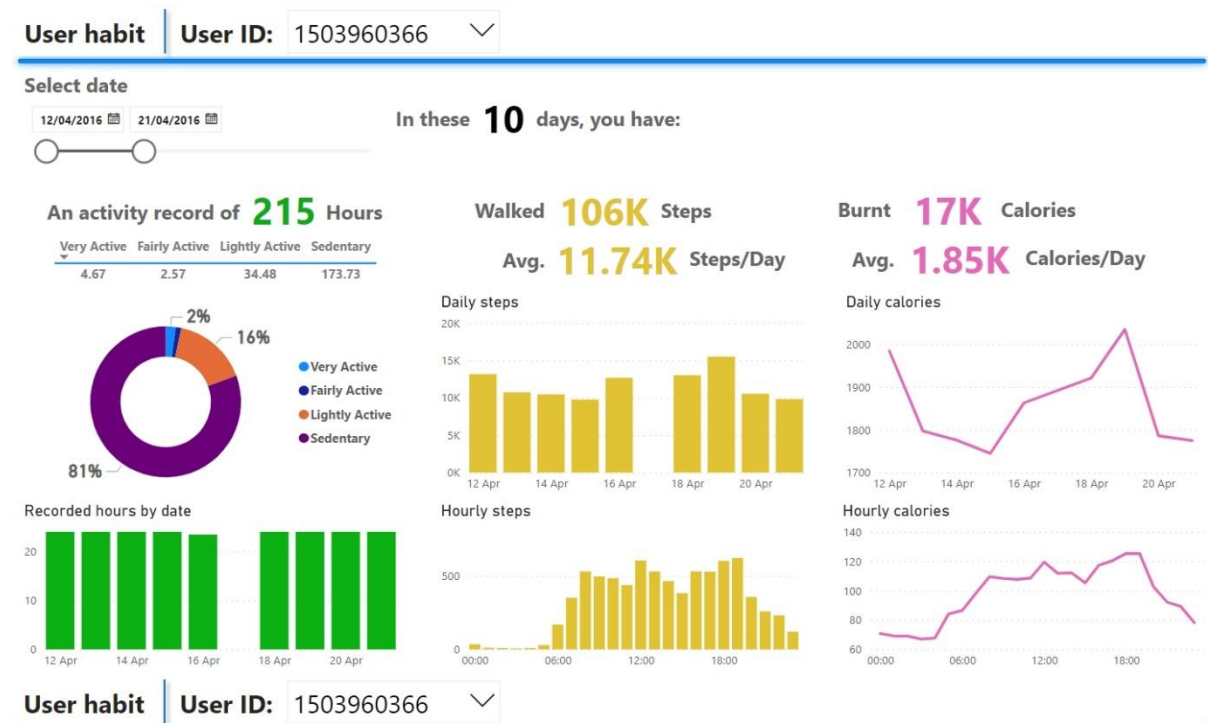 User habit User ID: 1503960366
Select date
12/04/2016 21/04/2016
In these 10 days, you have:
An activity record of 215 Hours
Very Active Fairly Active Lightly Active Sedentary
4.67 2.57 34.48 173.73
2%
16%
81%
Very Active
Fairly Active
Lightly Active
Sedentary
Recorded hours by date
20
10
0
12 Apr 14 Apr 16 Apr 18 Apr 20 Apr
Walked 106K Steps
Avg. 11.74K Steps/Day
Daily steps
20K
15K
10K
5K
0K
12 Apr 14 Apr 16 Apr 18 Apr 20 Apr
Hourly steps
500
0
00:00 06:00 12:00 18:00
Burnt 17K Calories
Avg. 1.85K Calories/Day
Daily calories
2000
1900
1800
1700
12 Apr 14 Apr 16 Apr 18 Apr 20 Apr
Hourly calories
140
120
100
80
60
00:00 06:00 12:00 18:00
User habit User ID: 1503960366